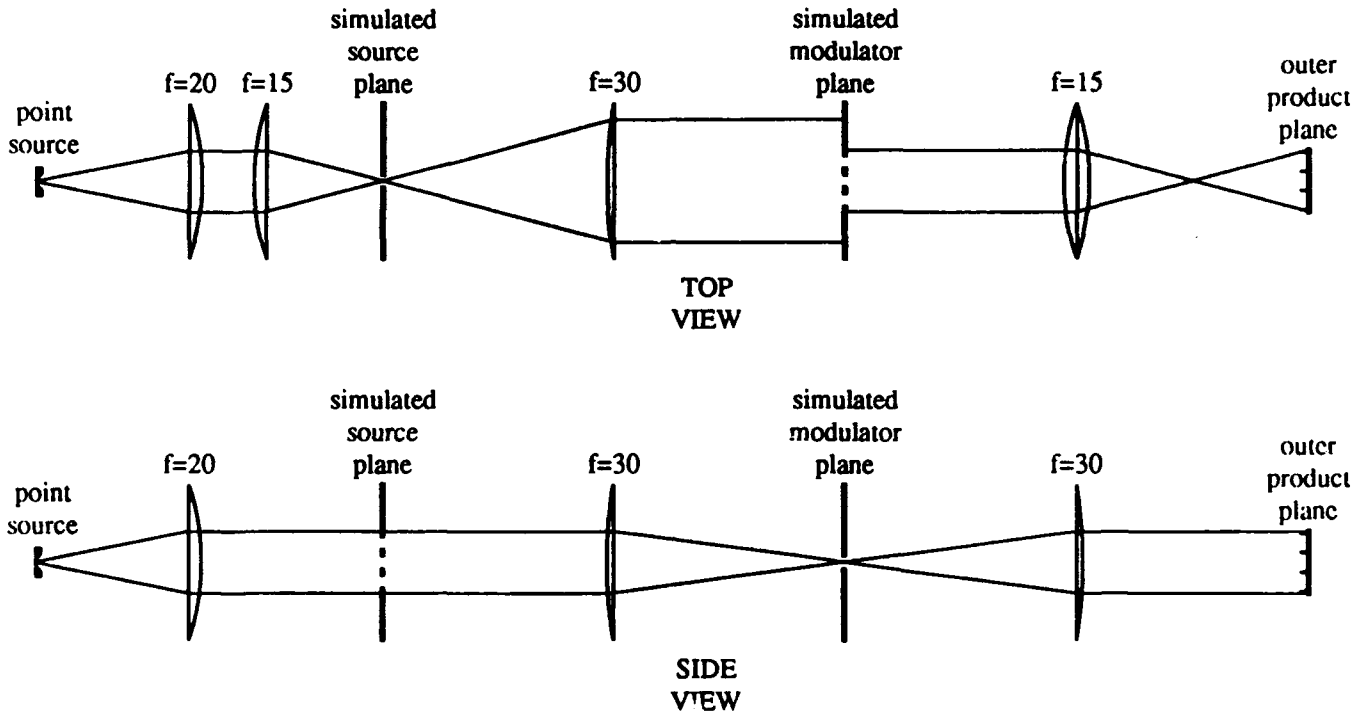 point
source
f=20
f=15
simulated
source
plane
f=30
simulated
modulator
plane
f=15
outer
product
plane
TOP
VIEW
point
source
f=20
simulated
source
plane
f=30
simulated
modulator
plane
f=30
outer
product
plane
SIDE
VIEW